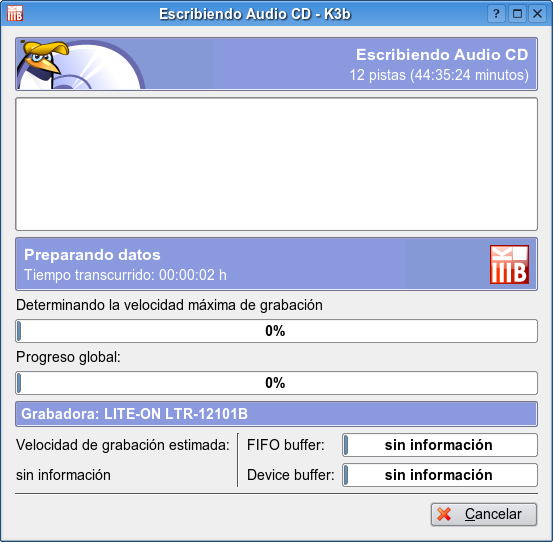 Escribiendo Audio CD - K3b
Escribiendo Audio CD
12 pistas (44:35:24 minutos)
Preparando datos
Tiempo transcurrido: 00:00:02 h
Determinando la velocidad máxima de grabación
0%
Progreso global:
0%
Grabadora: LITE-ON LTR-12101B
Velocidad de grabación estimada:
sin información
FIFO buffer: sin información
Device buffer: sin información
Cancelar